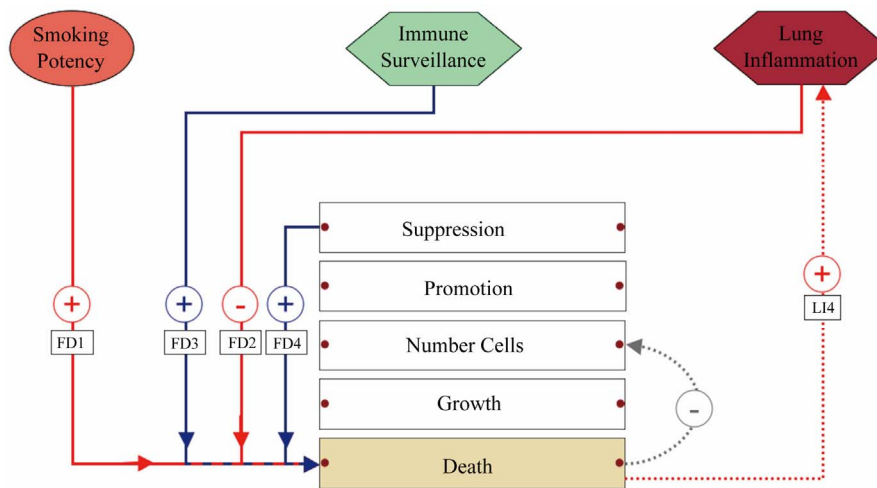 Smoking
Potency
Immune
Surveillance
Lung
Inflammation
Suppression
Promotion
+
+
-
+
+
FD1
FD3
FD2
FD4
Number Cells
LI4
Growth
-
Death